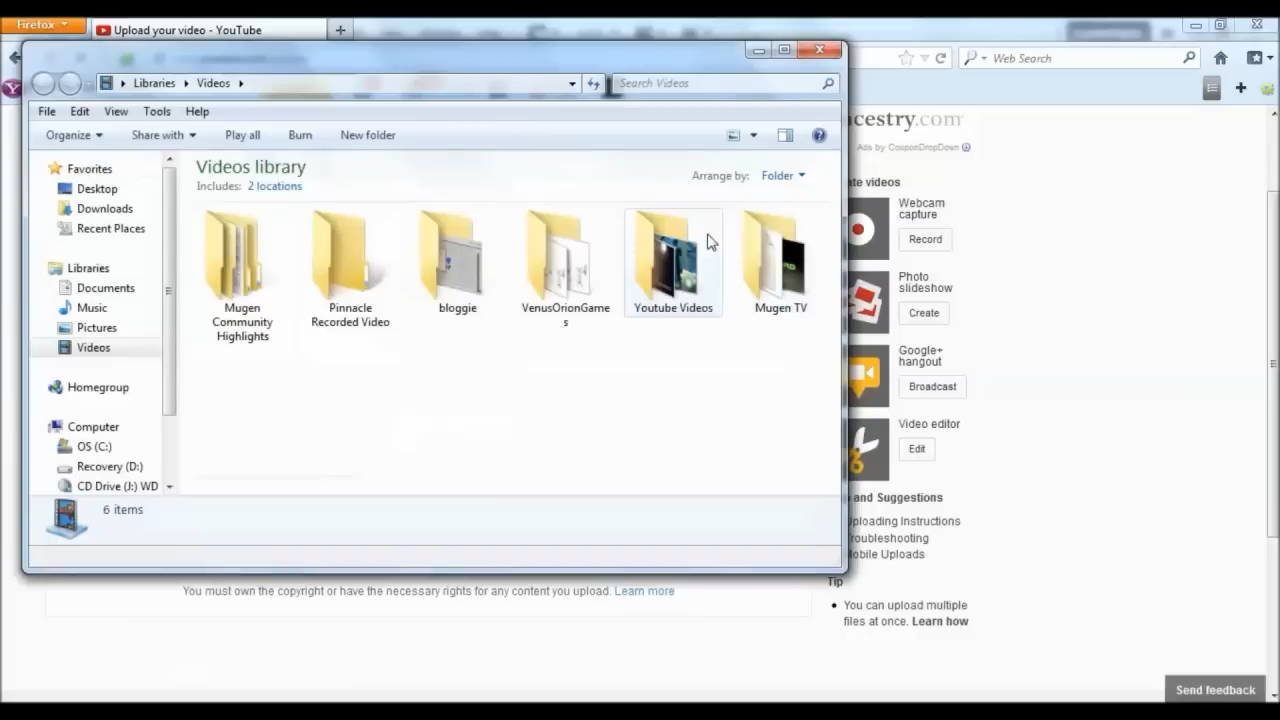 Firefox
Upload your video - YouTube
Web Search
Libraries
Videos
Search Videos
File Edit View Tools Help
Organize Share with Play all Burn New folder
Favorites
Desktop
Downloads
Recent Places
Libraries
Documents
Music
Pictures
Videos
Homegroup
Computer
OS (C:)
Recovery (D:)
CD Drive (J:) WD
Videos library
Includes: 2 locations
Arrange by: Folder
Mugen
Community
Highlights
Pinnacle
Recorded Video
bloggie
VenusOrionGame
s
Youtube Videos
Mugen TV
6 items
You must own the copyright or have the necessary rights for any content you upload. Learn more
cestry.com
Ads by CouponDropDown
ate videos
Webcam
capture
Record
Photo
slideshow
Create
Google+
hangout
Broadcast
Video editor
Edit
and Suggestions
ploading Instructions
roubleshooting
obile Uploads
Tip
You can upload multiple
files at once. Learn how
Send feedback